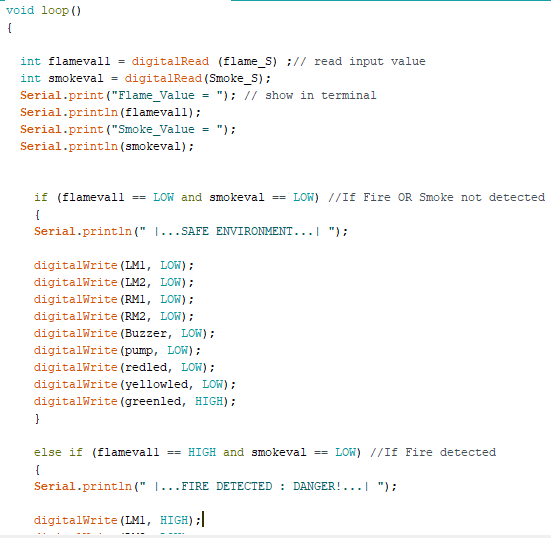 void loop()
{
int flamevall = digitalRead (flame_S) ;// read input value
int smokeval = digitalRead(Smoke_S);
Serial.print("Flame_Value = "); // show in terminal
Serial.println(flamevall);
Serial.print("Smoke_Value = ");
Serial.println(smokeval);
if (flamevall == LOW and smokeval == LOW) //If Fire OR Smoke not detected
{
Serial.println(" |...SAFE ENVIRONMENT...| ");
digitalWrite(LM1, LOW);
digitalWrite(LM2, LOW);
digitalWrite(RM1, LOW);
digitalWrite(RM2, LOW);
digitalWrite(Buzzer, LOW);
digitalWrite(pump, LOW);
digitalWrite(redled, LOW);
digitalWrite(yellowled, LOW);
digitalWrite(greenled, HIGH);
}
else if (flamevall == HIGH and smokeval == LOW) //If Fire detected
{
Serial.println(" |...FIRE DETECTED : DANGER!...| ");
digitalWrite(LM1, HIGH);